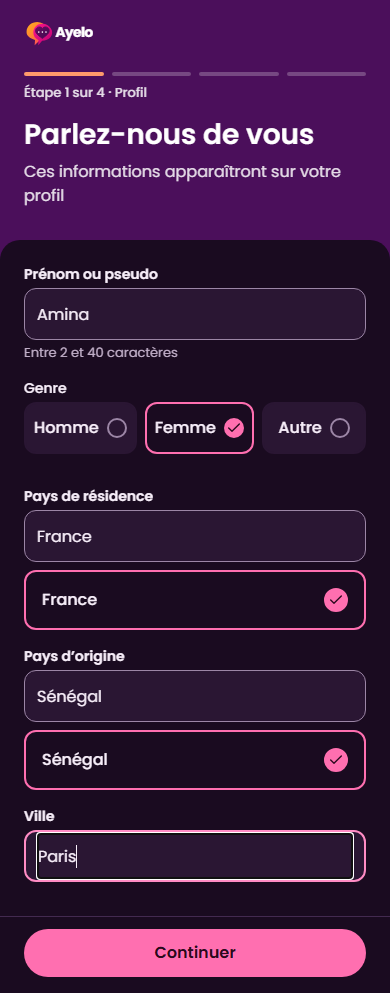 Ayelo
Étape 1 sur 4 · Profil
Parlez-nous de vous
Ces informations apparaîtront sur votre
profil
Prénom ou pseudo
Amina
Entre 2 et 40 caractères
Genre
Homme
Femme
Autre
Pays de résidence
France
France
Pays d’origine
Sénégal
Sénégal
Ville
Paris
Continuer